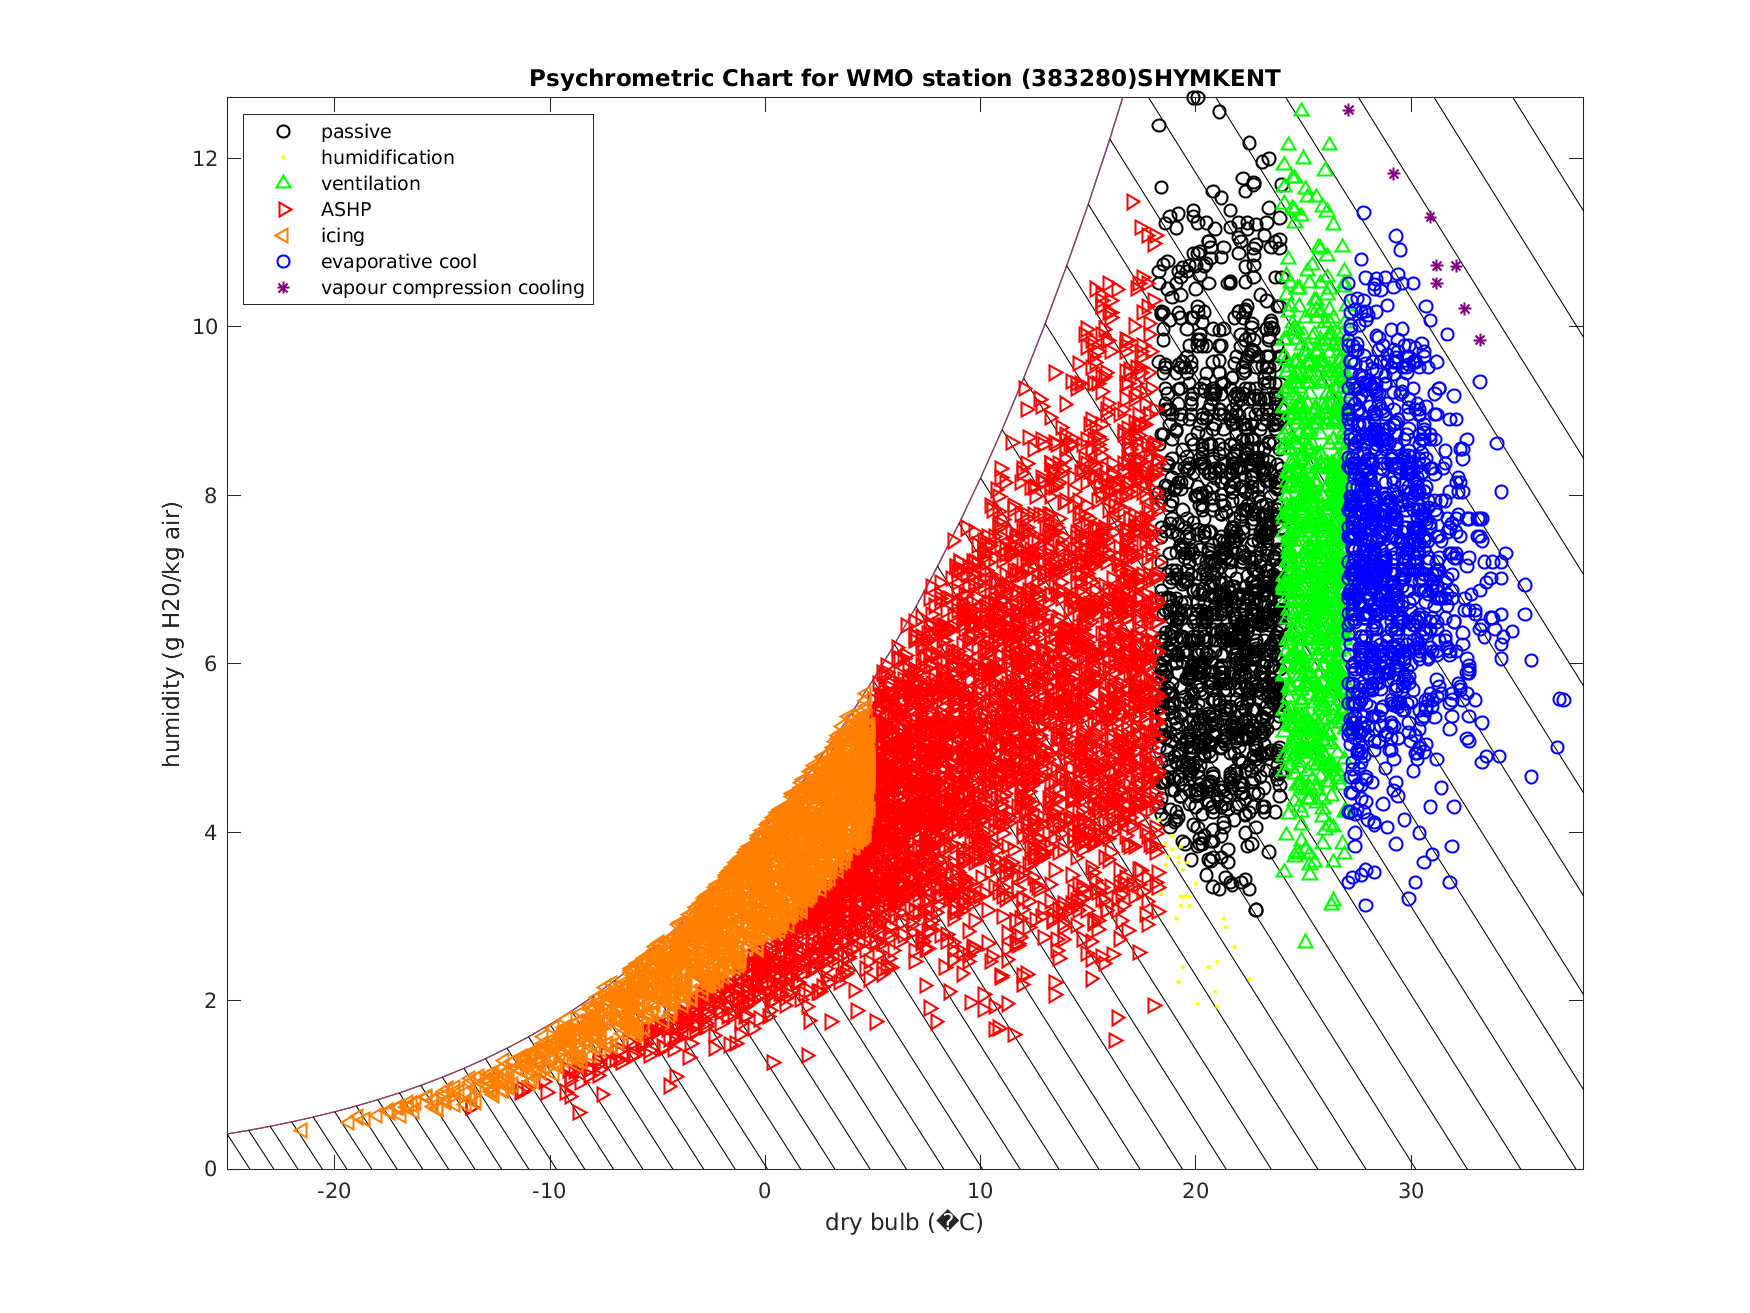 Psychrometric Chart for WMO station (383280)SHYMKENT
passive
humidification
ventilation
ASHP
icing
evaporative cool
vapour compression cooling
humidity (g H20/kg air)
12
10
8
6
4
2
0
-20 -10 0 10 20 30
dry bulb (�C)